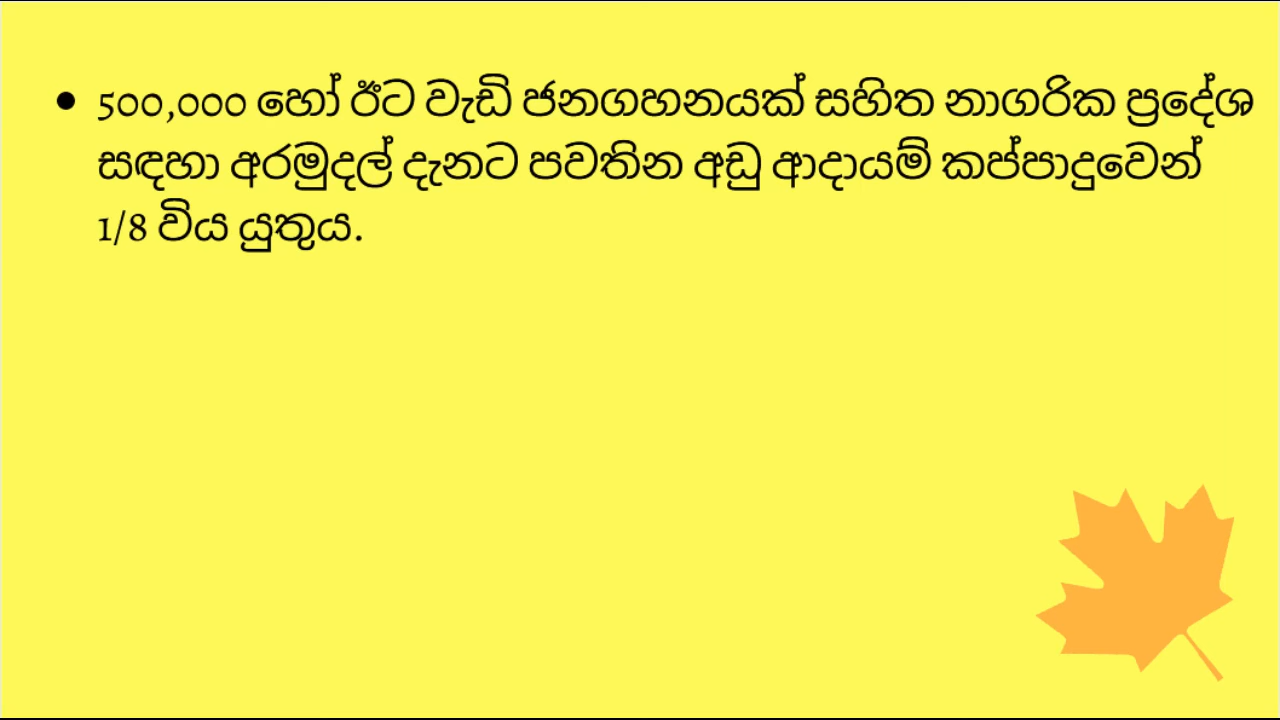 • 500,000 හෝ ඊට වැඩි ජනගහනයක් සහිත නාගරික ප්‍රදේශ
සඳහා අරමුදල් දැනට පවතින අඩු ආදායම් කප්පාදුවෙන්
1/8 විය යුතුය.